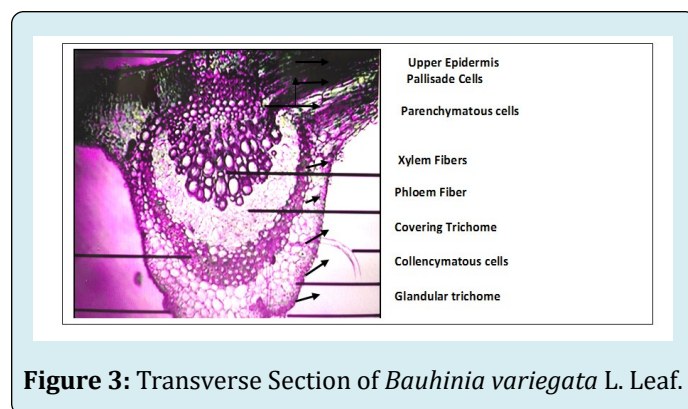 Upper Epidermis
Pallisade Cells
Parenchymatous cells
Xylem Fibers
Phloem Fiber
Covering Trichome
Collencymatous cells
Glandular trichome
Figure 3: Transverse Section of Bauhinia variegata L. Leaf.